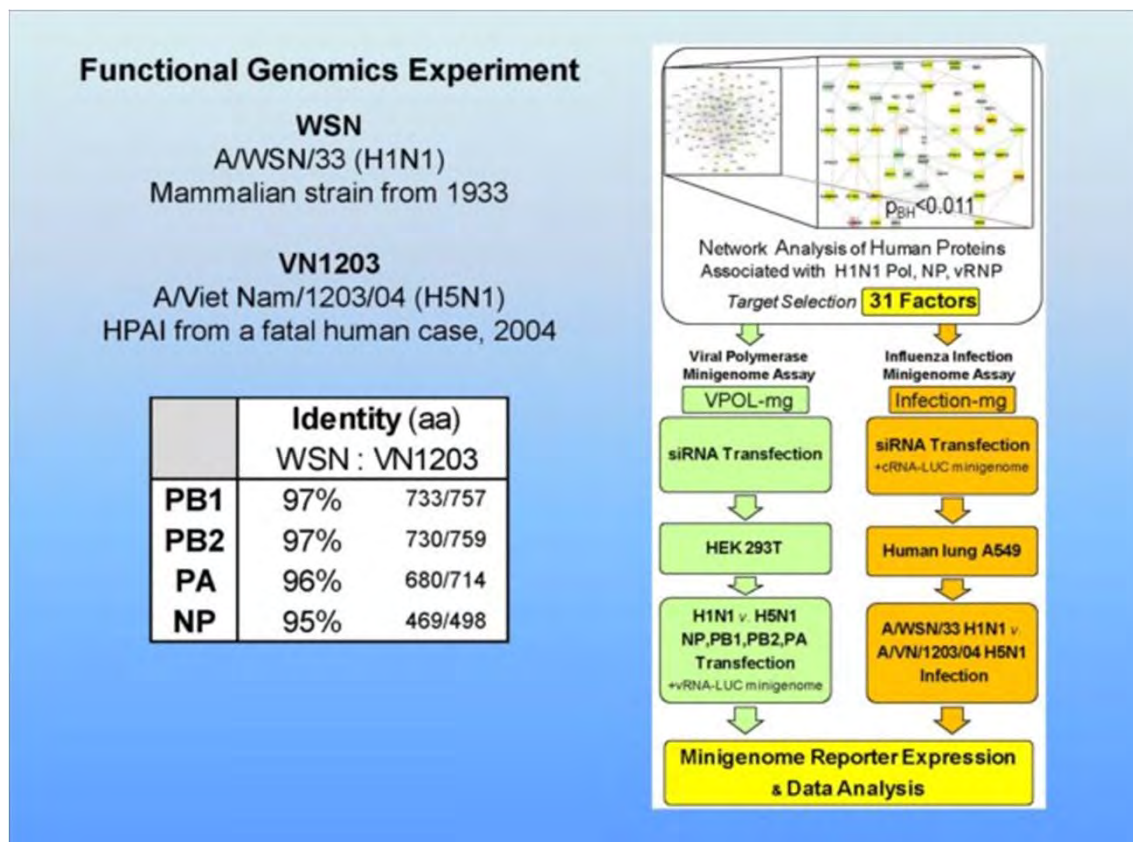 Functional Genomics Experiment
WSN
A/WSN/33 (H1N1)
Mammalian strain from 1933
VN1203
A/Viet Nam/1203/04 (H5N1)
HPAI from a fatal human case, 2004
Identity (aa)
WSN : VN1203
PB1 97% 733/757
PB2 97% 730/759
PA 96% 680/714
NP 95% 469/498
pBH<0.011
Network Analysis of Human Proteins
Associated with H1N1 Pol, NP, vRNP
Target Selection 31 Factors
Viral Polymerase
Minigenome Assay
VPOL-mg
siRNA Transfection
HEK 293T
H1N1 v. H5N1
NP,PB1,PB2,PA
Transfection
+vRNA-LUC minigenome
Influenza Infection
Minigenome Assay
Infection-mg
siRNA Transfection
+cRNA-LUC minigenome
Human lung A549
A/WSN/33 H1N1 v.
A/VN/1203/04 H5N1
Infection
Minigenome Reporter Expression
& Data Analysis